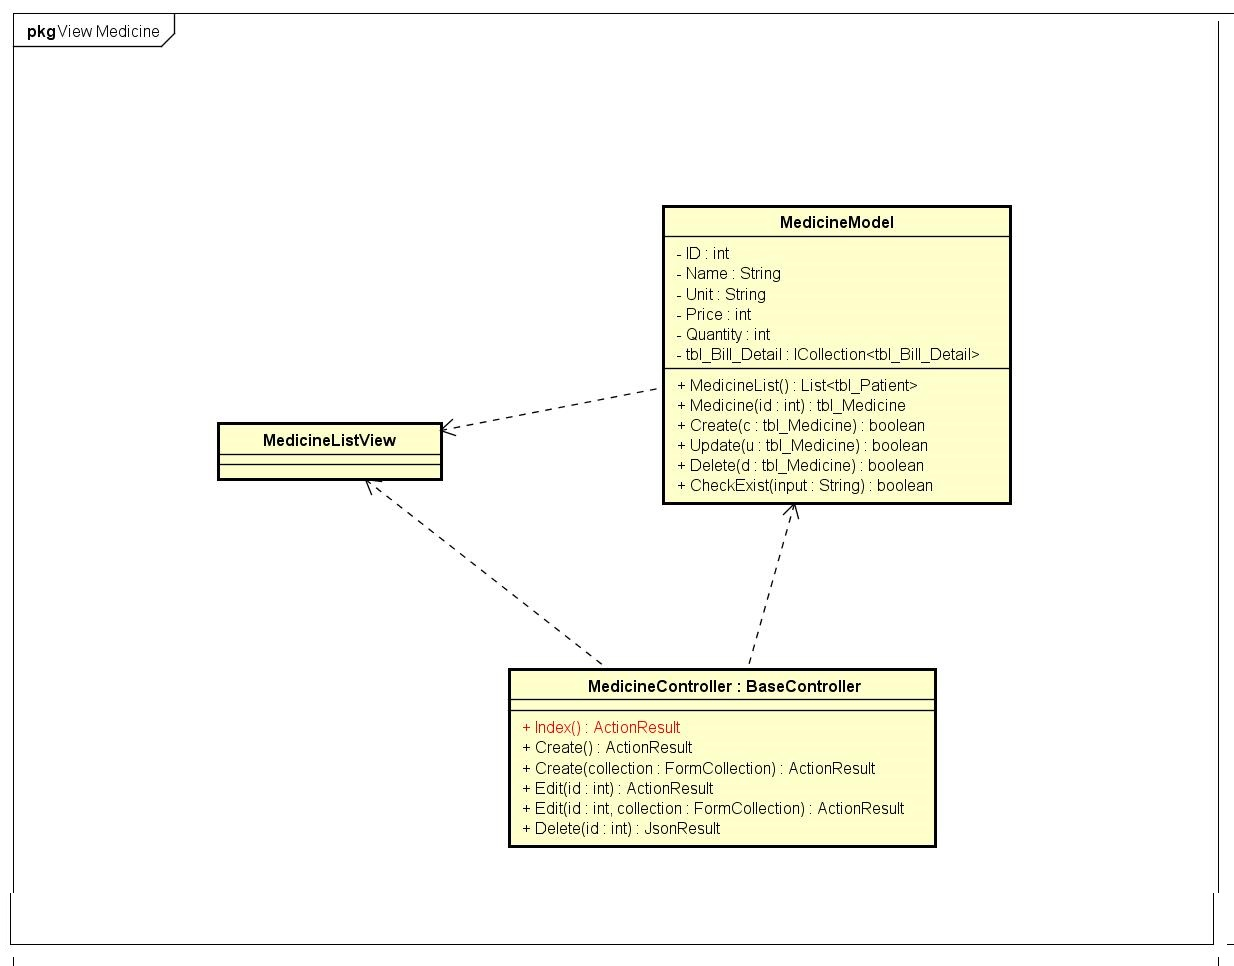 pkg View Medicine
MedicineModel
- ID : int
- Name : String
- Unit : String
- Price : int
- Quantity : int
- tbl_Bill_Detail : ICollection<tbl_Bill_Detail>
+ MedicineList() : List<tbl_Patient>
+ Medicine(id : int) : tbl_Medicine
+ Create(c : tbl_Medicine) : boolean
+ Update(u : tbl_Medicine) : boolean
+ Delete(d : tbl_Medicine) : boolean
+ CheckExist(input : String) : boolean
MedicineListView
MedicineController : BaseController
+ Index() : ActionResult
+ Create() : ActionResult
+ Create(collection : FormCollection) : ActionResult
+ Edit(id : int) : ActionResult
+ Edit(id : int, collection : FormCollection) : ActionResult
+ Delete(id : int) : JsonResult